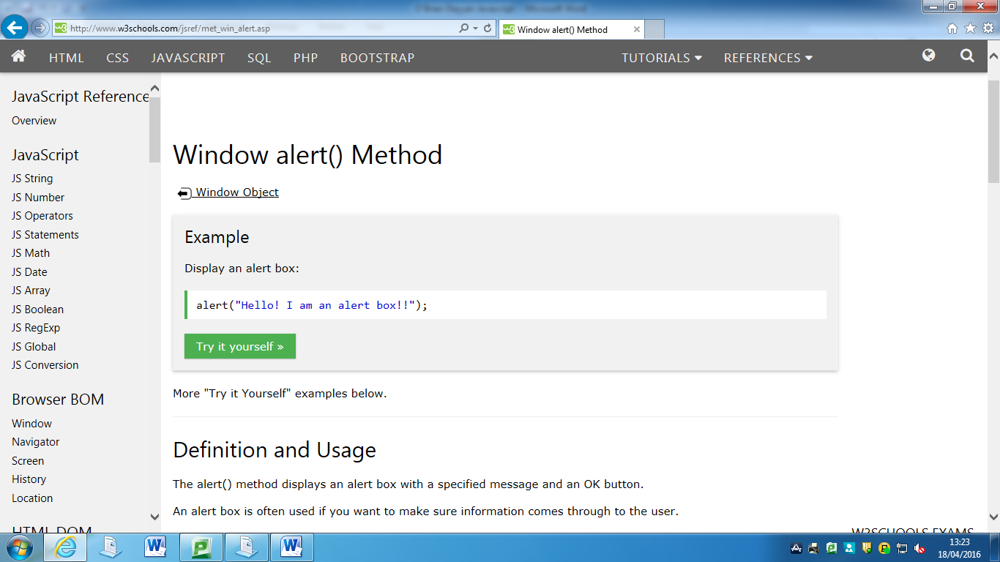 http://www.w3schools.com/jsref/met_win_alert.asp
Window alert() Method
HTML CSS JAVASCRIPT SQL PHP BOOTSTRAP TUTORIALS REFERENCES
JavaScript Reference
Overview
JavaScript
JS String
JS Number
JS Operators
JS Statements
JS Math
JS Date
JS Array
JS Boolean
JS RegExp
JS Global
JS Conversion
Browser BOM
Window
Navigator
Screen
History
Location
HTML DOM
Window alert() Method
Window Object
Example
Display an alert box:
alert("Hello! I am an alert box!!");
Try it yourself »
More "Try it Yourself" examples below.
Definition and Usage
The alert() method displays an alert box with a specified message and an OK button.
An alert box is often used if you want to make sure information comes through to the user.
W3SCHOOLS EXAMS
13:23
18/04/2016